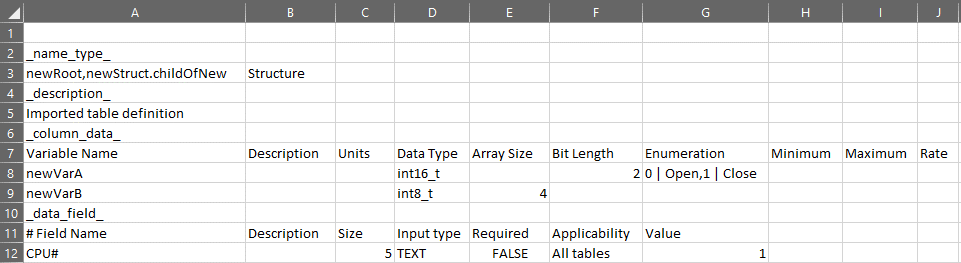 A B C D E F G H I J
1
2 _name_type_
3 newRoot,newStruct.childOfNew Structure
4 _description_
5 Imported table definition
6 _column_data_
7 Variable Name Description Units Data Type Array Size Bit Length Enumeration Minimum Maximum Rate
8 newVarA int16_t 2 0 | Open,1 | Close
9 newVarB int8_t 4
10 _data_field_
11 # Field Name Description Size Input type Required Applicability Value
12 CPU# 5 TEXT FALSE All tables 1